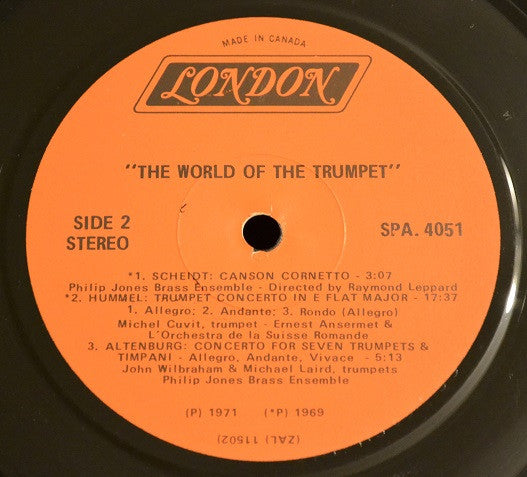 MADE IN CANADA
LONDON
"THE WORLD OF THE TRUMPET"
2
SIDE 2
STEREO
SPA. 4051
*1. SCHEIDT: CANSON CORNETTO - 3:07
Philip Jones Brass Ensemble - Directed by Raymond Leppard
*2. HUMMEL: TRUMPET CONCERTO IN E FLAT MAJOR - 17:37
1. Allegro; 2. Andante; 3. Rondo (Allegro)
Michel Cuvit, trumpet - Ernest Ansermet &
L'Orchestra de la Suisse Romande
3. ALTENBURG: CONCERTO FOR SEVEN TRUMPETS &
TIMPANI - Allegro, Andante, Vivace - 5:13
John Wilbraham & Michael Laird, trumpets
Philip Jones Brass Ensemble
(P) 1971 (*P) 1969
(ZAL) 11502)